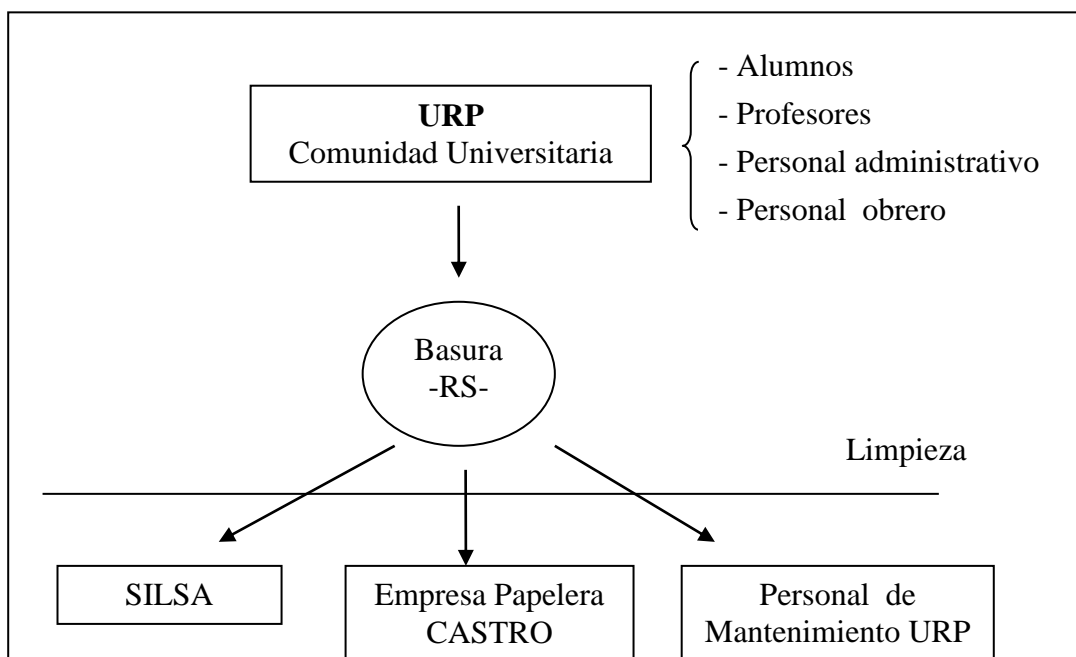 URP
Comunidad Universitaria
- Alumnos
- Profesores
- Personal administrativo
- Personal obrero
Basura
-RS-
Limpieza
SILSA
Empresa Papelera
CASTRO
Personal de
Mantenimiento URP